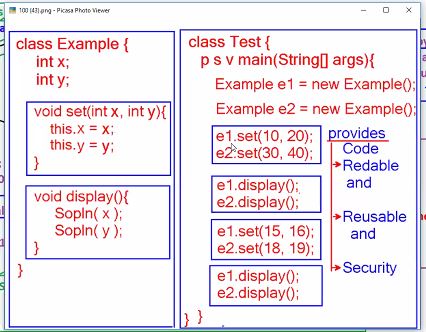 100 (43).png - Picasa Photo Viewer
class Example {
int x;
int y;
void set(int x, int y){
this.x = x;
this.y = y;
}
void display(){
Sopln( x );
Sopln( y );
}
}
class Test {
p s v main(String[] args){
Example e1 = new Example();
Example e2 = new Example();
e1.set(10, 20);
e2.set(30, 40);
e1.display();
e2.display();
e1.set(15, 16);
e2.set(18, 19);
e1.display();
e2.display();
} }
provides
Code
Redable
and
Reusable
and
Security